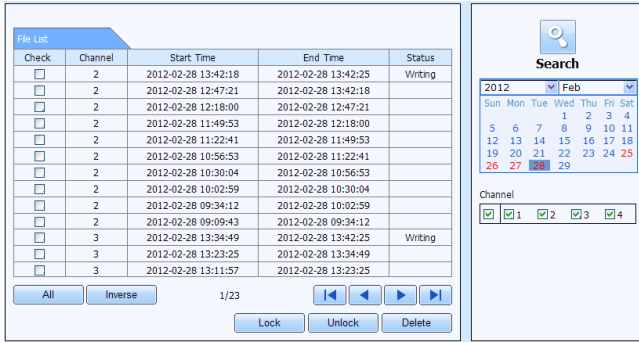 File List
Check Channel Start Time End Time Status
2 2012-02-28 13:42:18 2012-02-28 13:42:25 Writing
2 2012-02-28 12:47:21 2012-02-28 13:42:18
2 2012-02-28 12:18:00 2012-02-28 12:47:21
2 2012-02-28 11:49:53 2012-02-28 12:18:00
2 2012-02-28 11:22:41 2012-02-28 11:49:53
2 2012-02-28 10:56:53 2012-02-28 11:22:41
2 2012-02-28 10:30:04 2012-02-28 10:56:53
2 2012-02-28 10:02:59 2012-02-28 10:30:04
2 2012-02-28 09:34:12 2012-02-28 10:02:59
2 2012-02-28 09:09:43 2012-02-28 09:34:12
3 2012-02-28 13:34:49 2012-02-28 13:42:25 Writing
3 2012-02-28 13:23:25 2012-02-28 13:34:49
3 2012-02-28 13:11:57 2012-02-28 13:23:25
All Inverse 1/23
Lock Unlock Delete
Search
2012 Feb
Sun Mon Tue Wed Thu Fri Sat
1 2 3 4
5 6 7 8 9 10 11
12 13 14 15 16 17 18
19 20 21 22 23 24 25
26 27 28 29
Channel
1 2 3 4